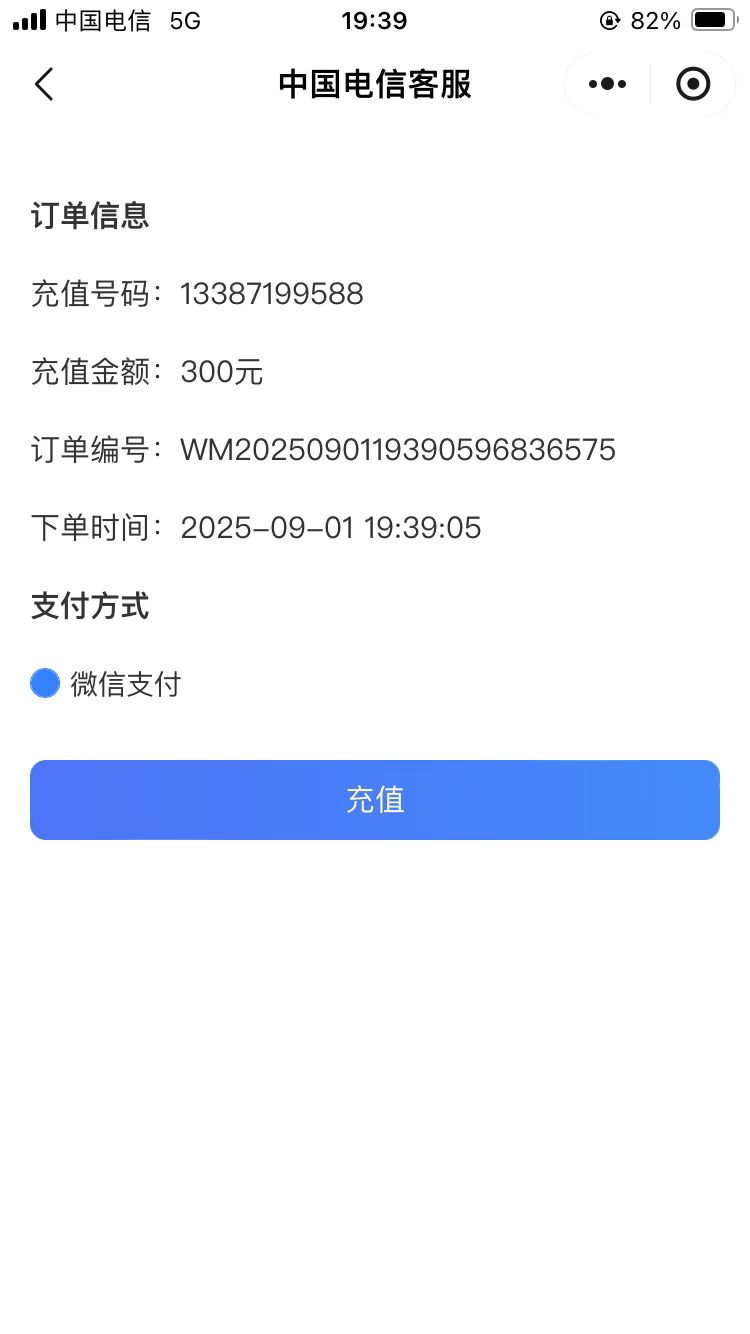 中国电信 5G 19:39 82%
中国电信客服
订单信息
充值号码：13387199588
充值金额：300元
订单编号：WM2025090119390596836575
下单时间：2025-09-01 19:39:05
支付方式
微信支付
充值